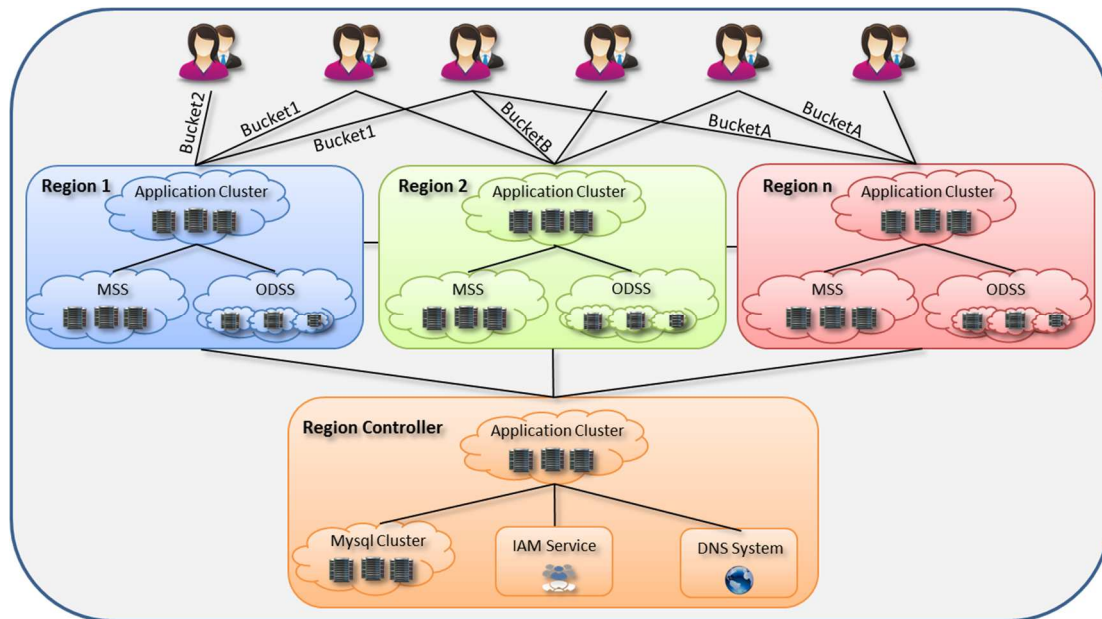 Bucket2
Bucket1
Bucket1
BucketB
BucketA
BucketA
Region 1
Application Cluster
MSS
ODSS
Region 2
Application Cluster
MSS
ODSS
Region n
Application Cluster
MSS
ODSS
Region Controller
Application Cluster
Mysql Cluster
IAM Service
DNS System